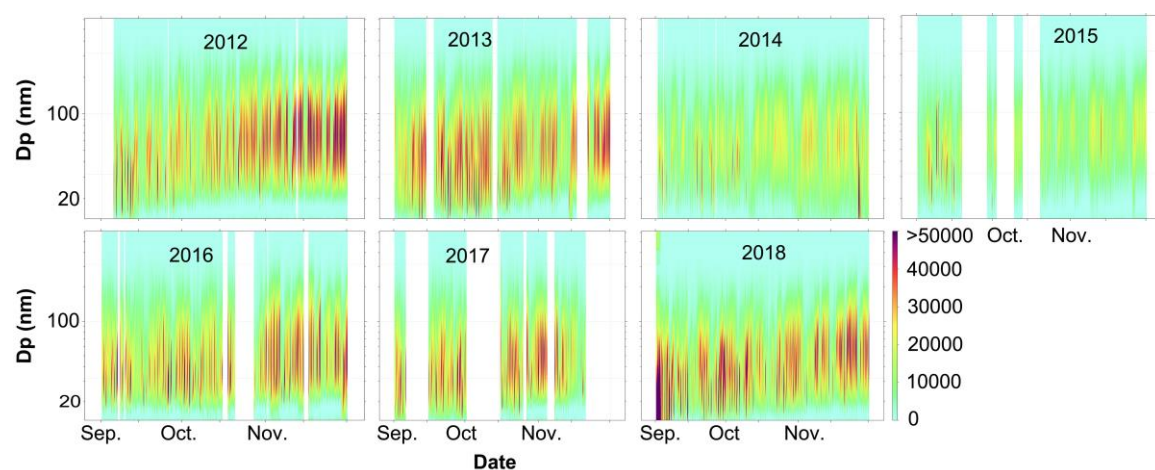 2012
2013
2014
2015
Dp (nm)
100
20
Oct. Nov.
2016
2017
2018
Dp (nm)
100
20
>50000
40000
30000
20000
10000
0
Sep. Oct. Nov.
Sep. Oct Nov.
Sep. Oct Nov.
Date